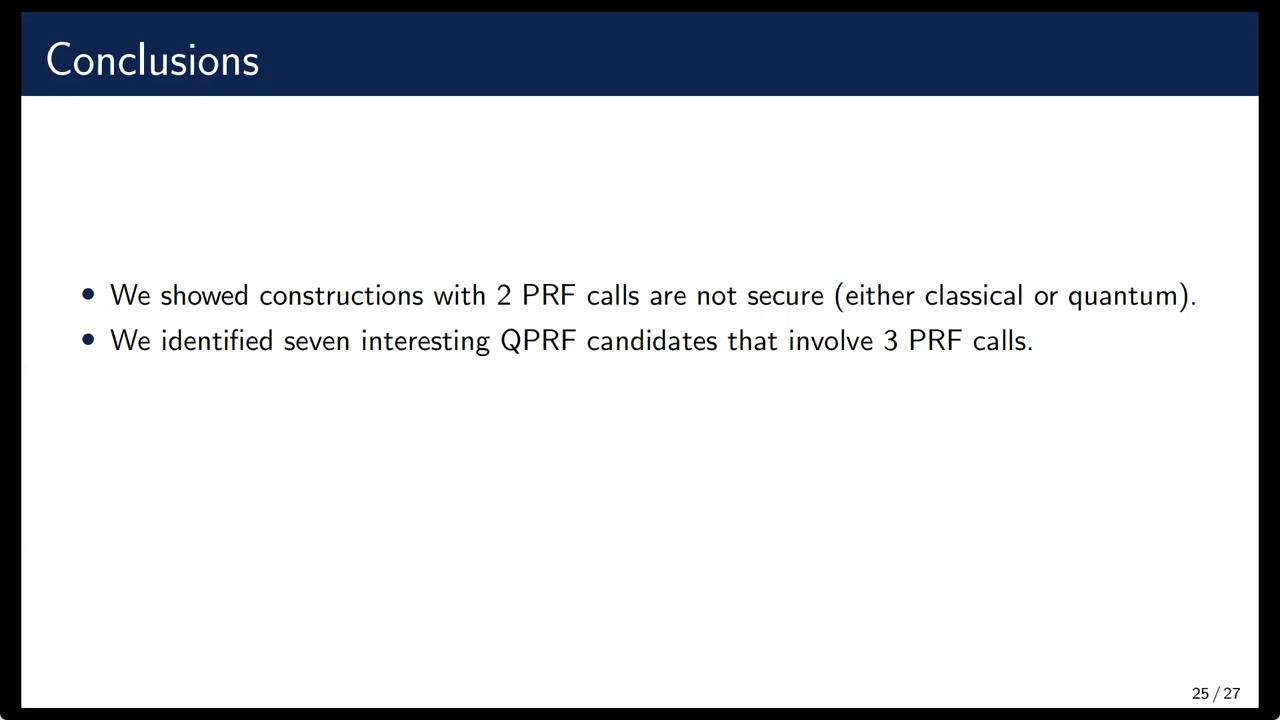 Conclusions
• We showed constructions with 2 PRF calls are not secure (either classical or quantum).
• We identified seven interesting QPRF candidates that involve 3 PRF calls.
25 / 27